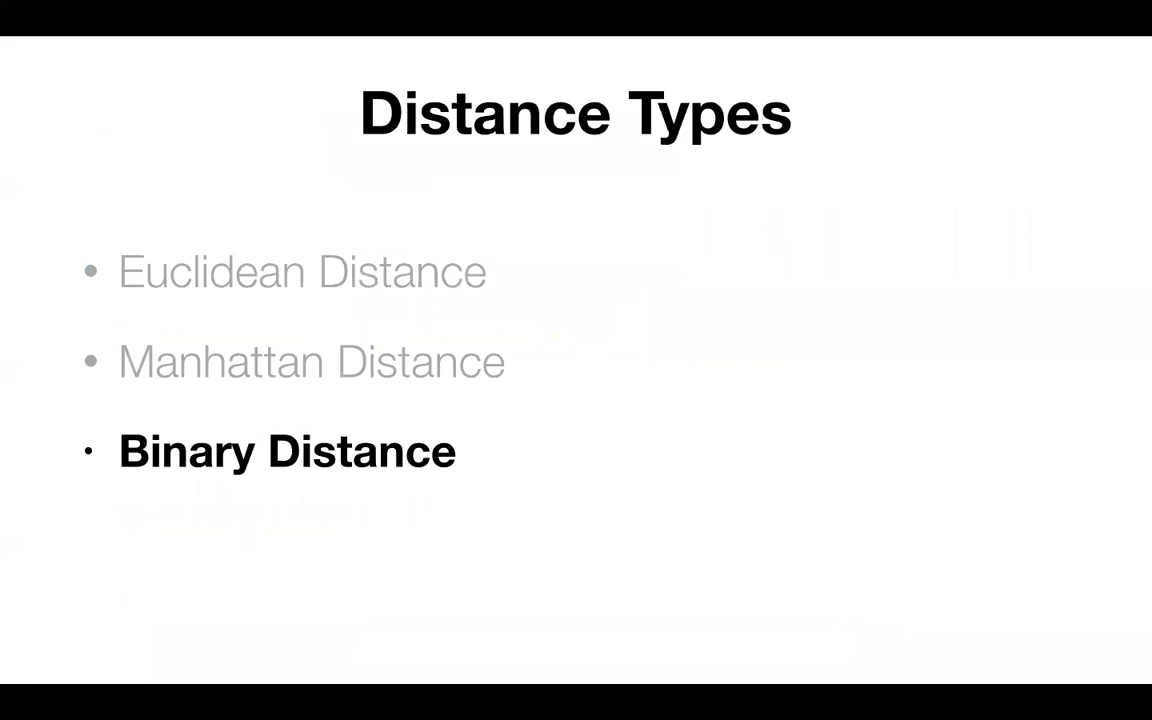 Distance Types
• Euclidean Distance
• Manhattan Distance
• Binary Distance